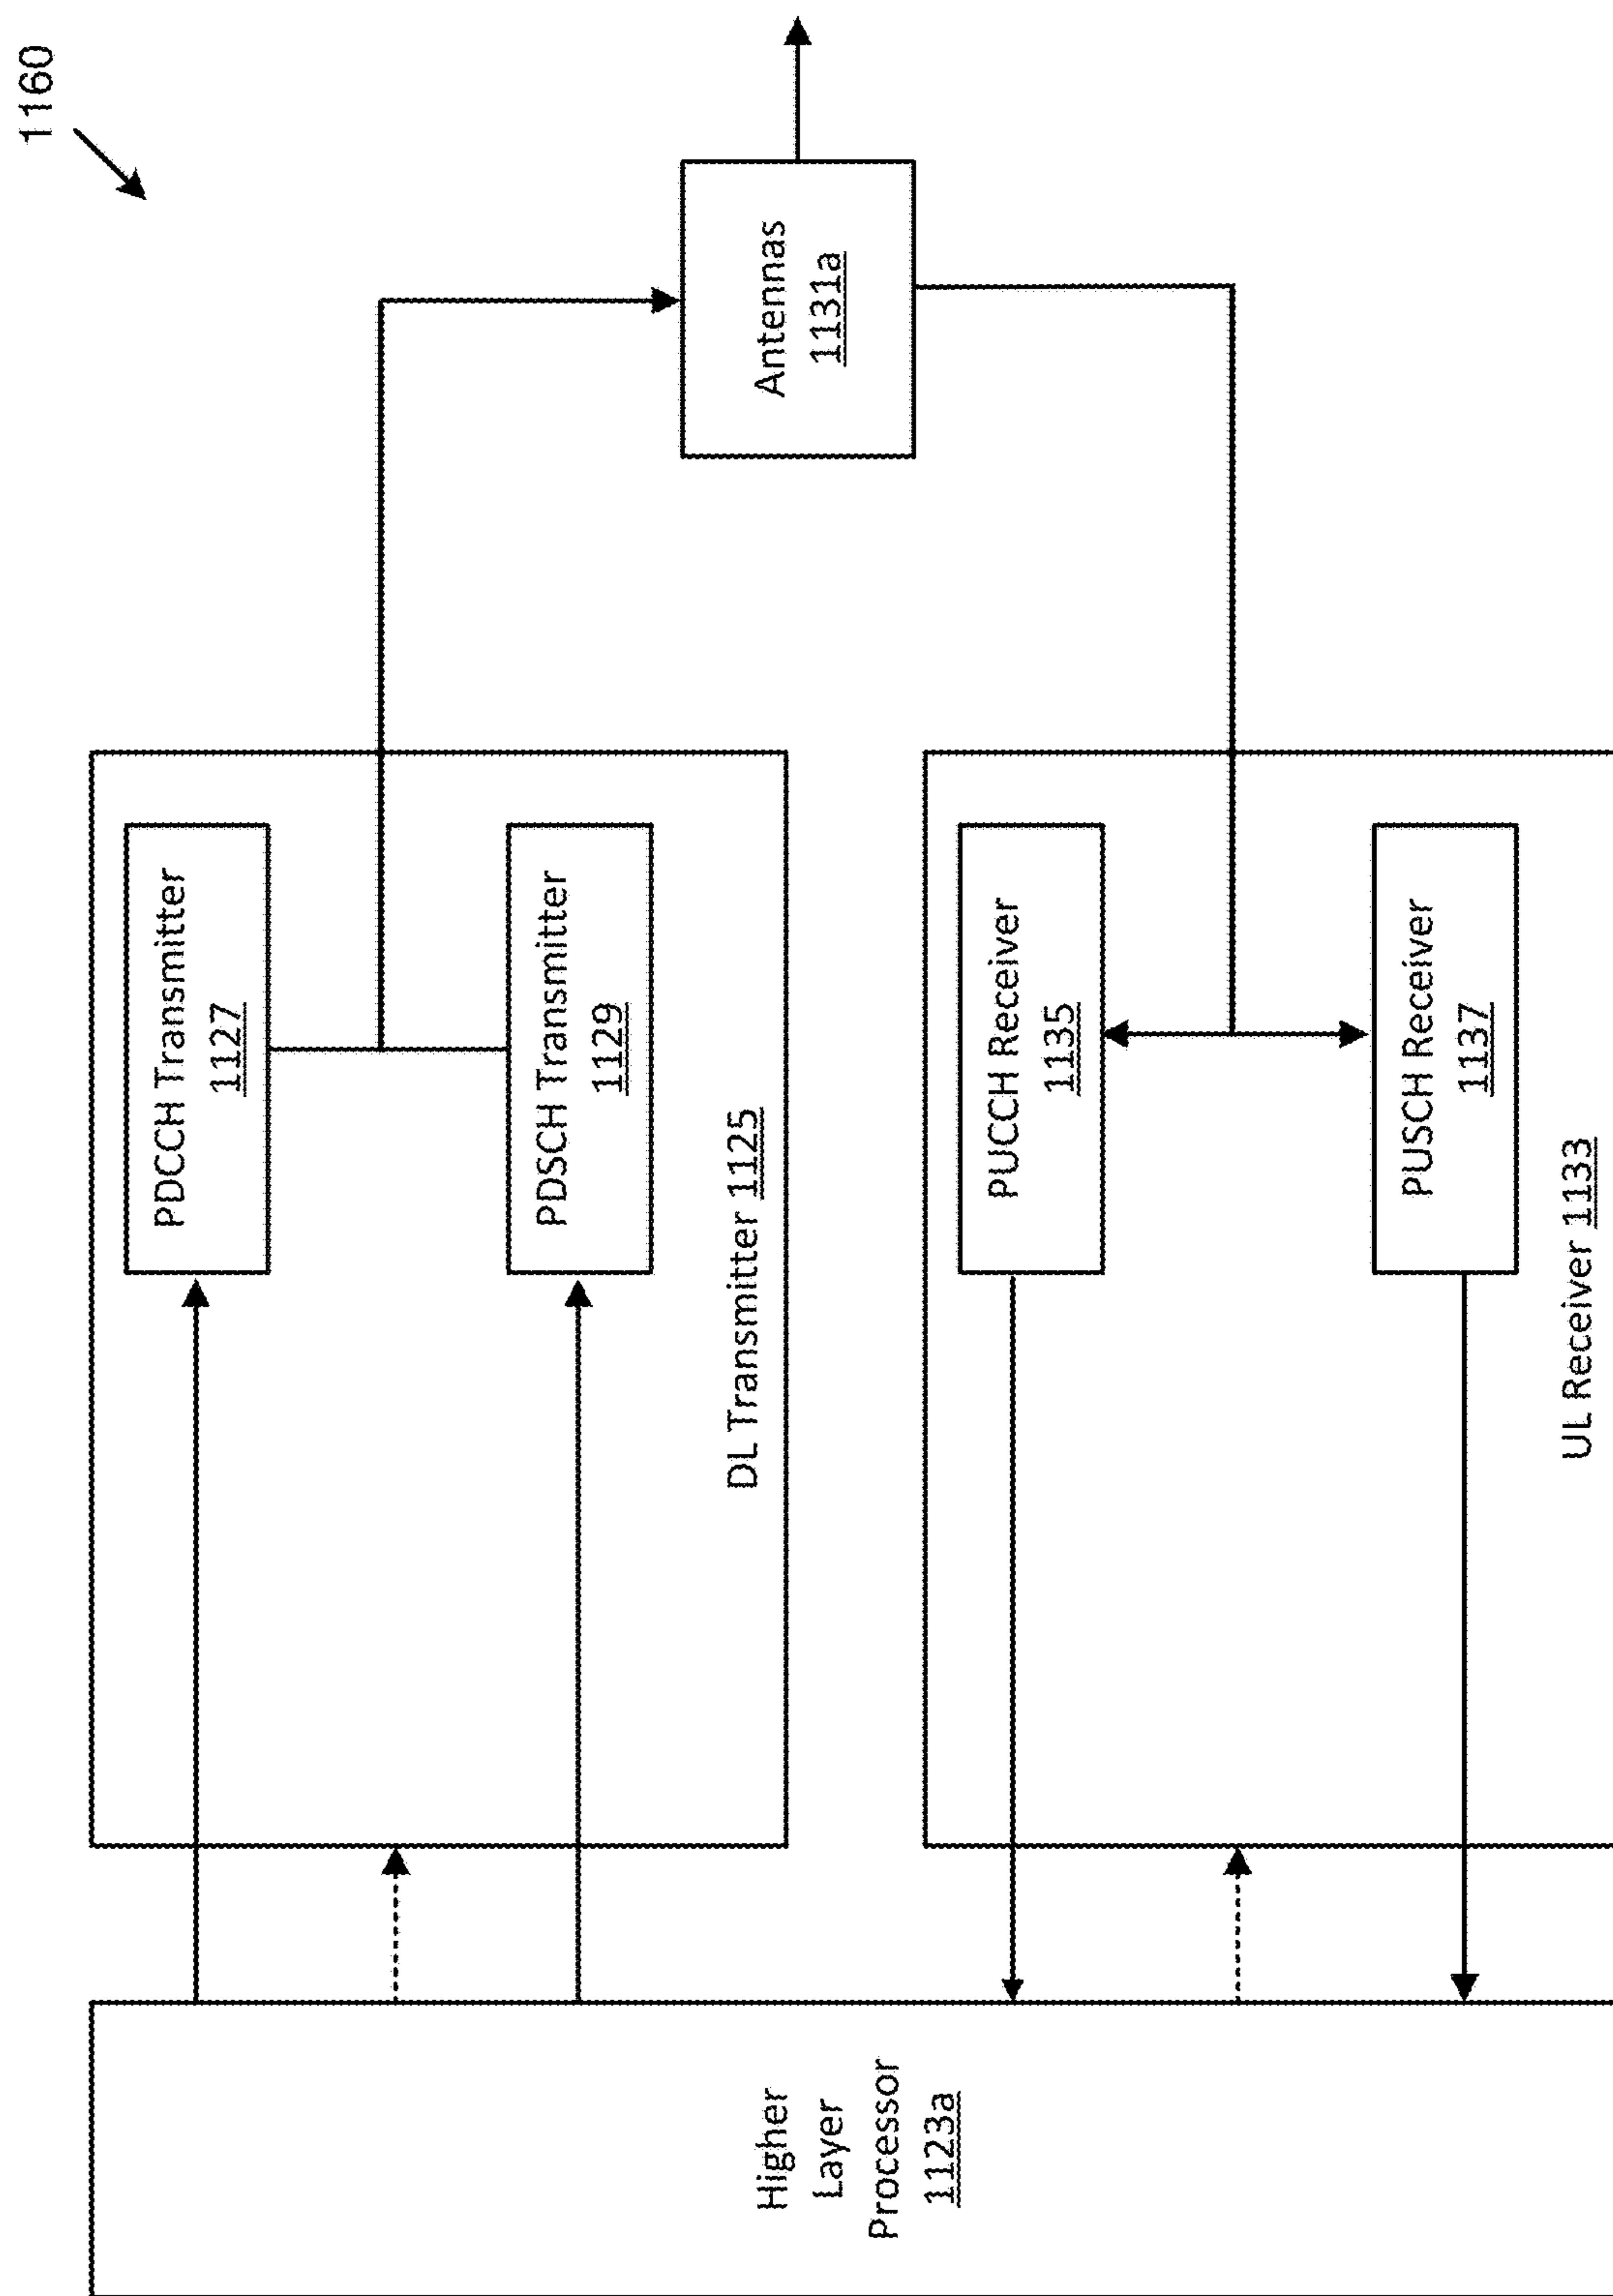 1160
Higher
Layer
Processor
1123a
PDCCH Transmitter
1127
PDSCH Transmitter
1129
DL Transmitter 1125
PUCCH Receiver
1135
PUSCH Receiver
1137
UL Receiver 1133
Antennas
1131a